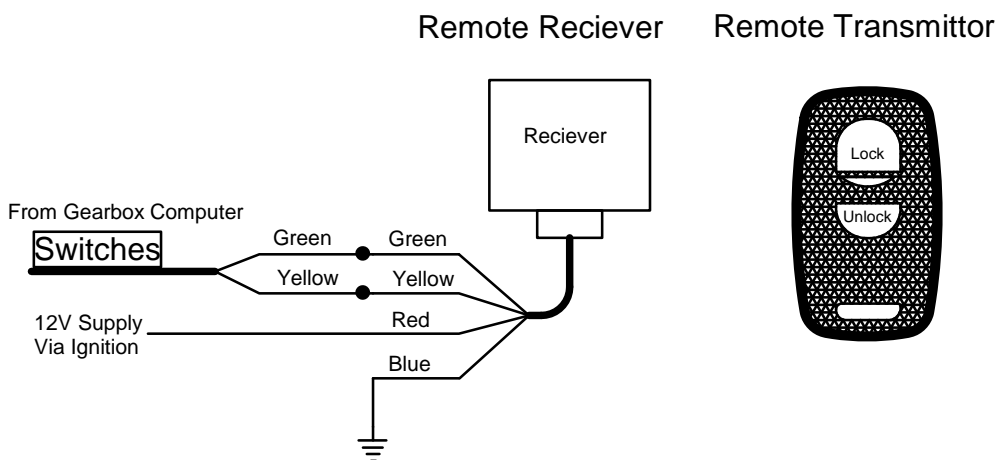 Remote Reciever
Remote Transmittor
Reciever
Lock
Unlock
From Gearbox Computer
Switches
Green
Green
Yellow
Yellow
12V Supply
Via Ignition
Red
Blue